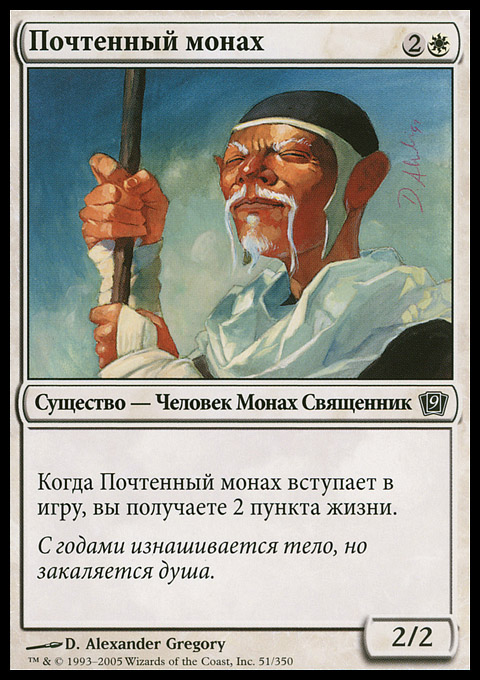 Почтенный монах 2
Существо — Человек Монах Священник 9
Когда Почтенный монах вступает в
игру, вы получаете 2 пункта жизни.
С годами изнашивается тело, но
закаляется душа.
D. Alexander Gregory
2/2
™ & © 1993–2005 Wizards of the Coast, Inc. 51/350